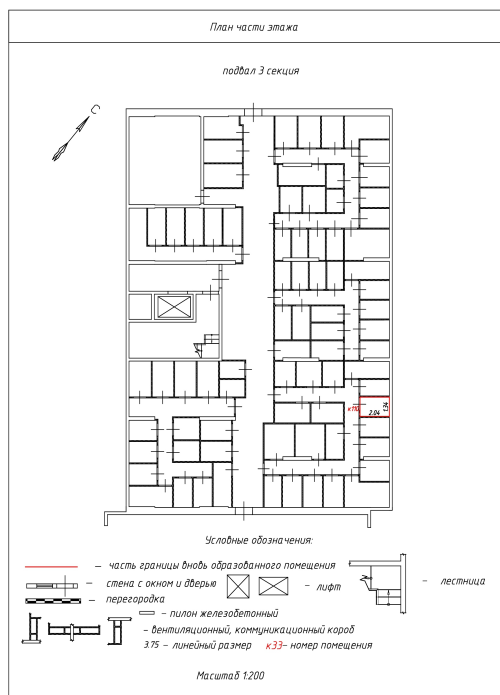 План части этажа
подвал 3 секция
С
к110
2.04
1.34
Условные обозначения:
— часть границы вновь образованного помещения
— стена с окном и дверью
— лифт
— лестница
— перегородка
— пилон железобетонный
— вентиляционный, коммуникационный короб
3.75 — линейный размер к33— номер помещения
Масштаб 1:200